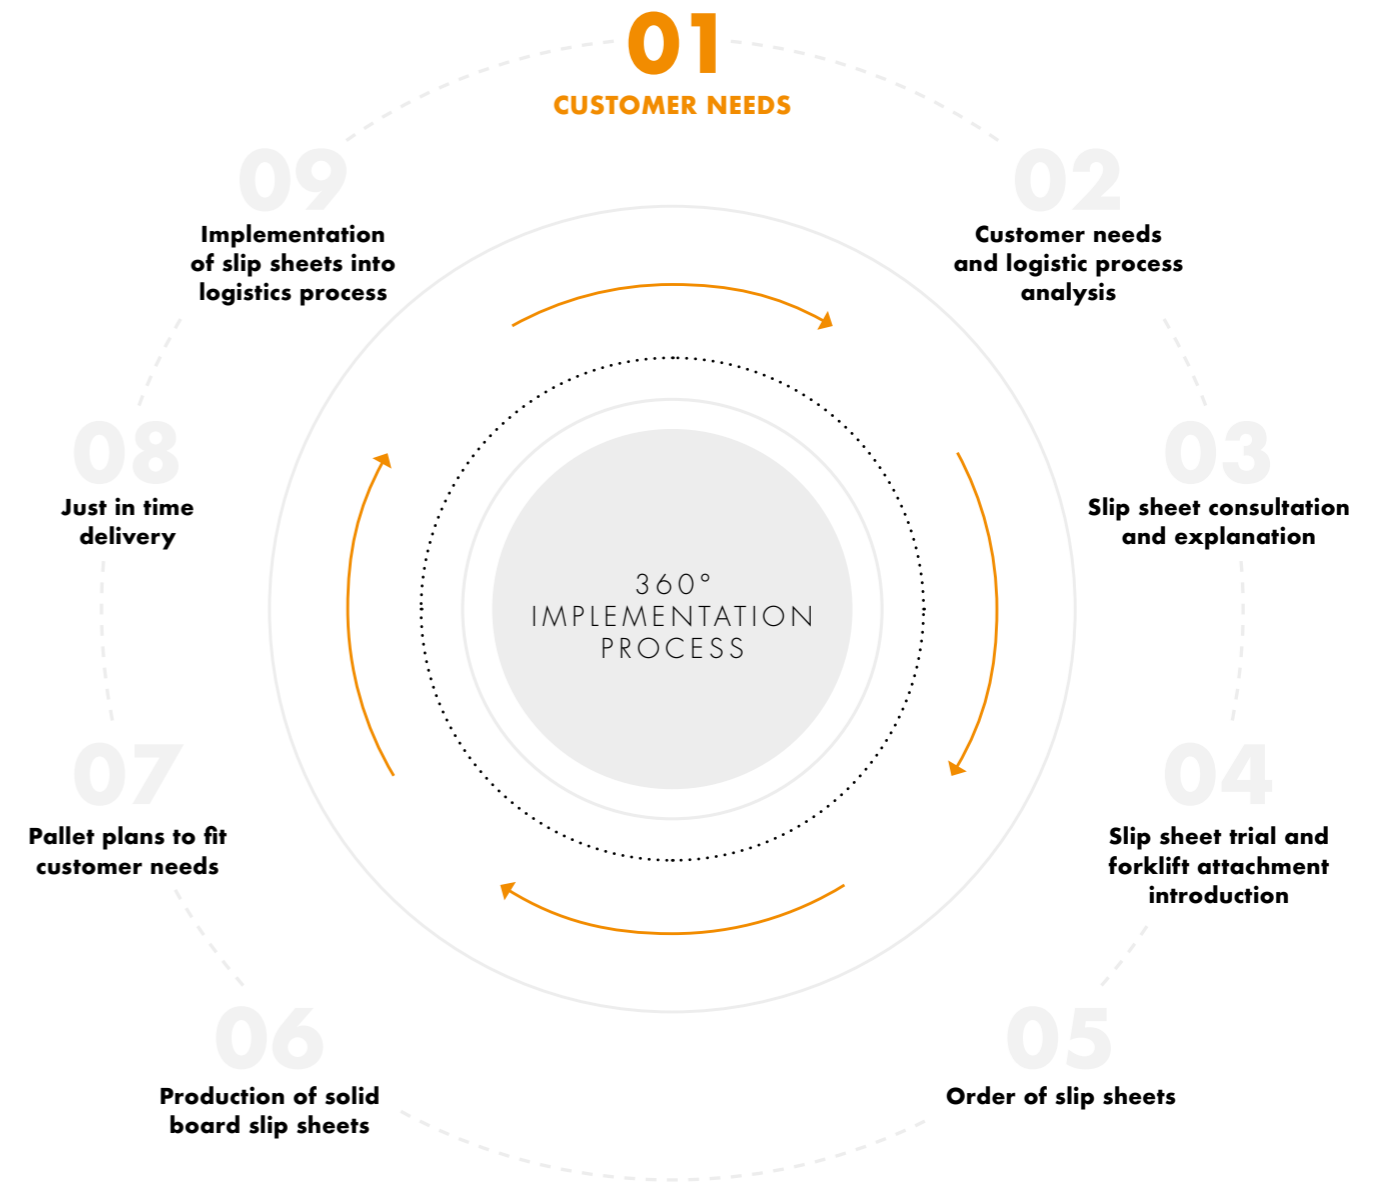 01
CUSTOMER NEEDS
02
Customer needs
and logistic process
analysis
03
Slip sheet consultation
and explanation
04
Slip sheet trial and
forklift attachment
introduction
05
Order of slip sheets
06
Production of solid
board slip sheets
07
Pallet plans to fit
customer needs
08
Just in time
delivery
09
Implementation
of slip sheets into
logistics process
360°
IMPLEMENTATION
PROCESS